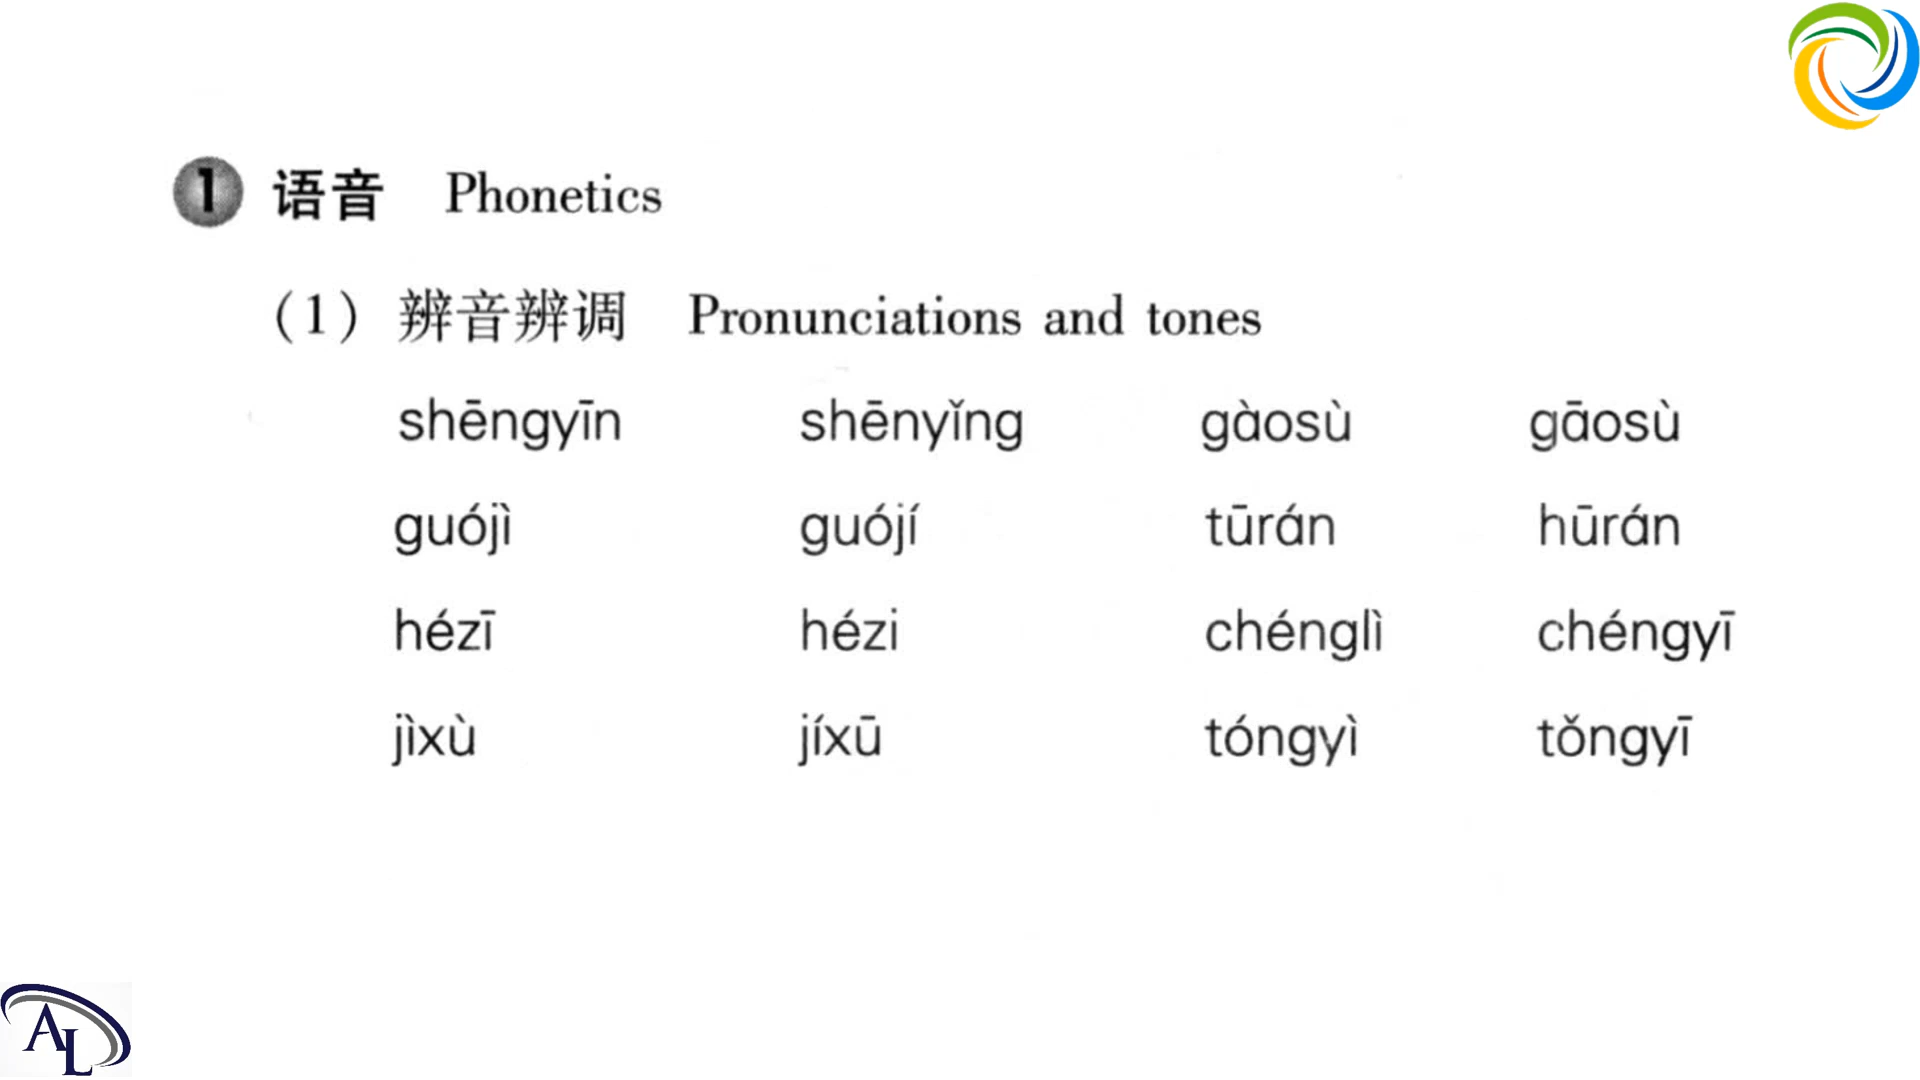 1 语音 Phonetics
（1）辨音辨调 Pronunciations and tones
shēngyīn shēnyǐng gàosù gāosù
guójì guójí tūrán hūrán
hézī hézi chénglì chéngyī
jìxù jíxū tóngyì tǒngyī
AL